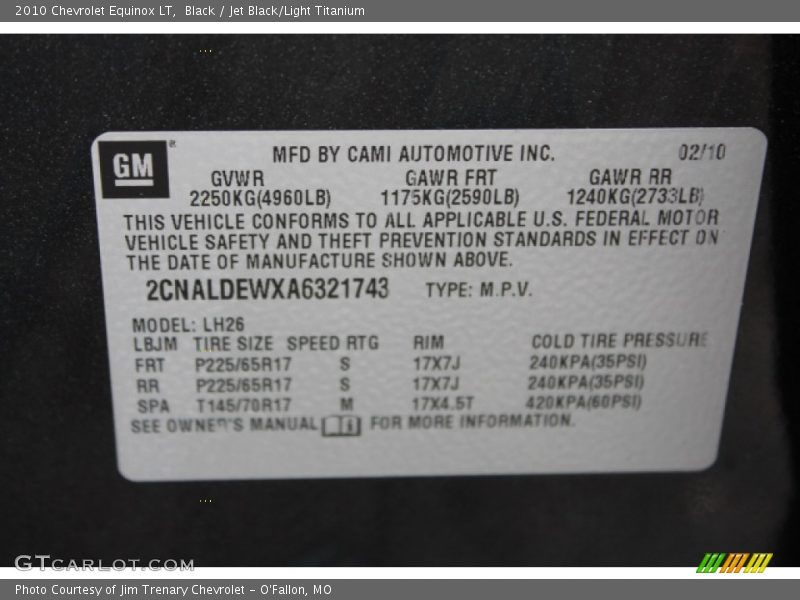 2010 Chevrolet Equinox LT,  Black / Jet Black/Light Titanium
GM ®
MFD BY CAMI AUTOMOTIVE INC. 02/10
GVWR GAWR FRT GAWR RR
2250KG(4960LB) 1175KG(2590LB) 1240KG(2733LB)
THIS VEHICLE CONFORMS TO ALL APPLICABLE U.S. FEDERAL MOTOR
VEHICLE SAFETY AND THEFT PREVENTION STANDARDS IN EFFECT ON
THE DATE OF MANUFACTURE SHOWN ABOVE.
2CNALDEWXA6321743 TYPE: M.P.V.
MODEL: LH26
LBJM TIRE SIZE SPEED RTG RIM COLD TIRE PRESSURE
FRT P225/65R17 S 17X7J 240KPA(35PSI)
RR P225/65R17 S 17X7J 240KPA(35PSI)
SPA T145/70R17 M 17X4.5T 420KPA(60PSI)
SEE OWNER'S MANUAL FOR MORE INFORMATION.
GTCARLOT.COM
Photo Courtesy of Jim Trenary Chevrolet - O'Fallon, MO